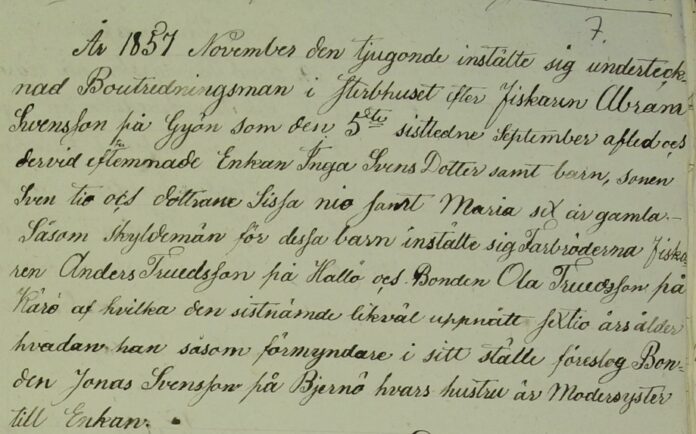 7.
År 1857 November den tjugonde instälte sig underteck-
nad Boutredningsman i Sterbhuset efter fiskaren Abram
Svensson på Gyön som den 5te sistledne September afled och
dervid efterlemnade Enkan Inga Svens Dotter samt barn, sonen
Sven tio och döttrane Sissa nio samt Maria sex år gamla.—
Såsom skyldemän för dessa barn instälte sig Farbröderna fiska-
ren Anders Truedsson på Hallö och Bonden Ola Truedsson på
Kärö af hvilka den sistnämde likväl uppnått sextio års ålder
hvadan han såsom förmyndare i sitt ställe föreslog Bon-
den Jonas Svensson på Bjernö hvars hustru är Modersyster
till Enkan.